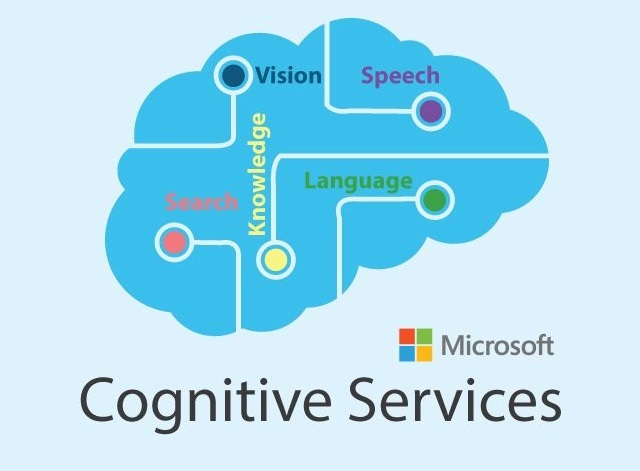 Vision
Speech
Knowledge
Language
Search
Microsoft
Cognitive Services